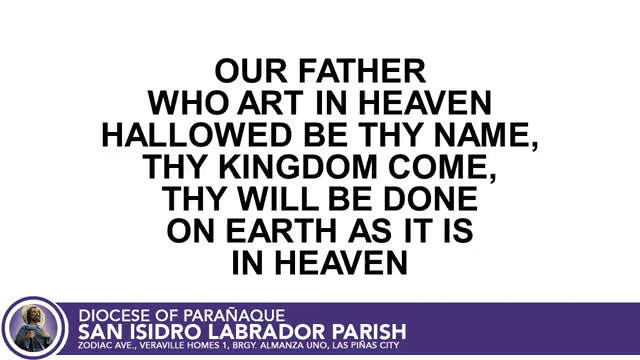 OUR FATHER
WHO ART IN HEAVEN
HALLOWED BE THY NAME,
THY KINGDOM COME,
THY WILL BE DONE
ON EARTH AS IT IS
IN HEAVEN
DIOCESE OF PARAÑAQUE
SAN ISIDRO LABRADOR PARISH
ZODIAC AVE., VERAVILLE HOMES 1, BRGY. ALMANZA UNO, LAS PIÑAS CITY